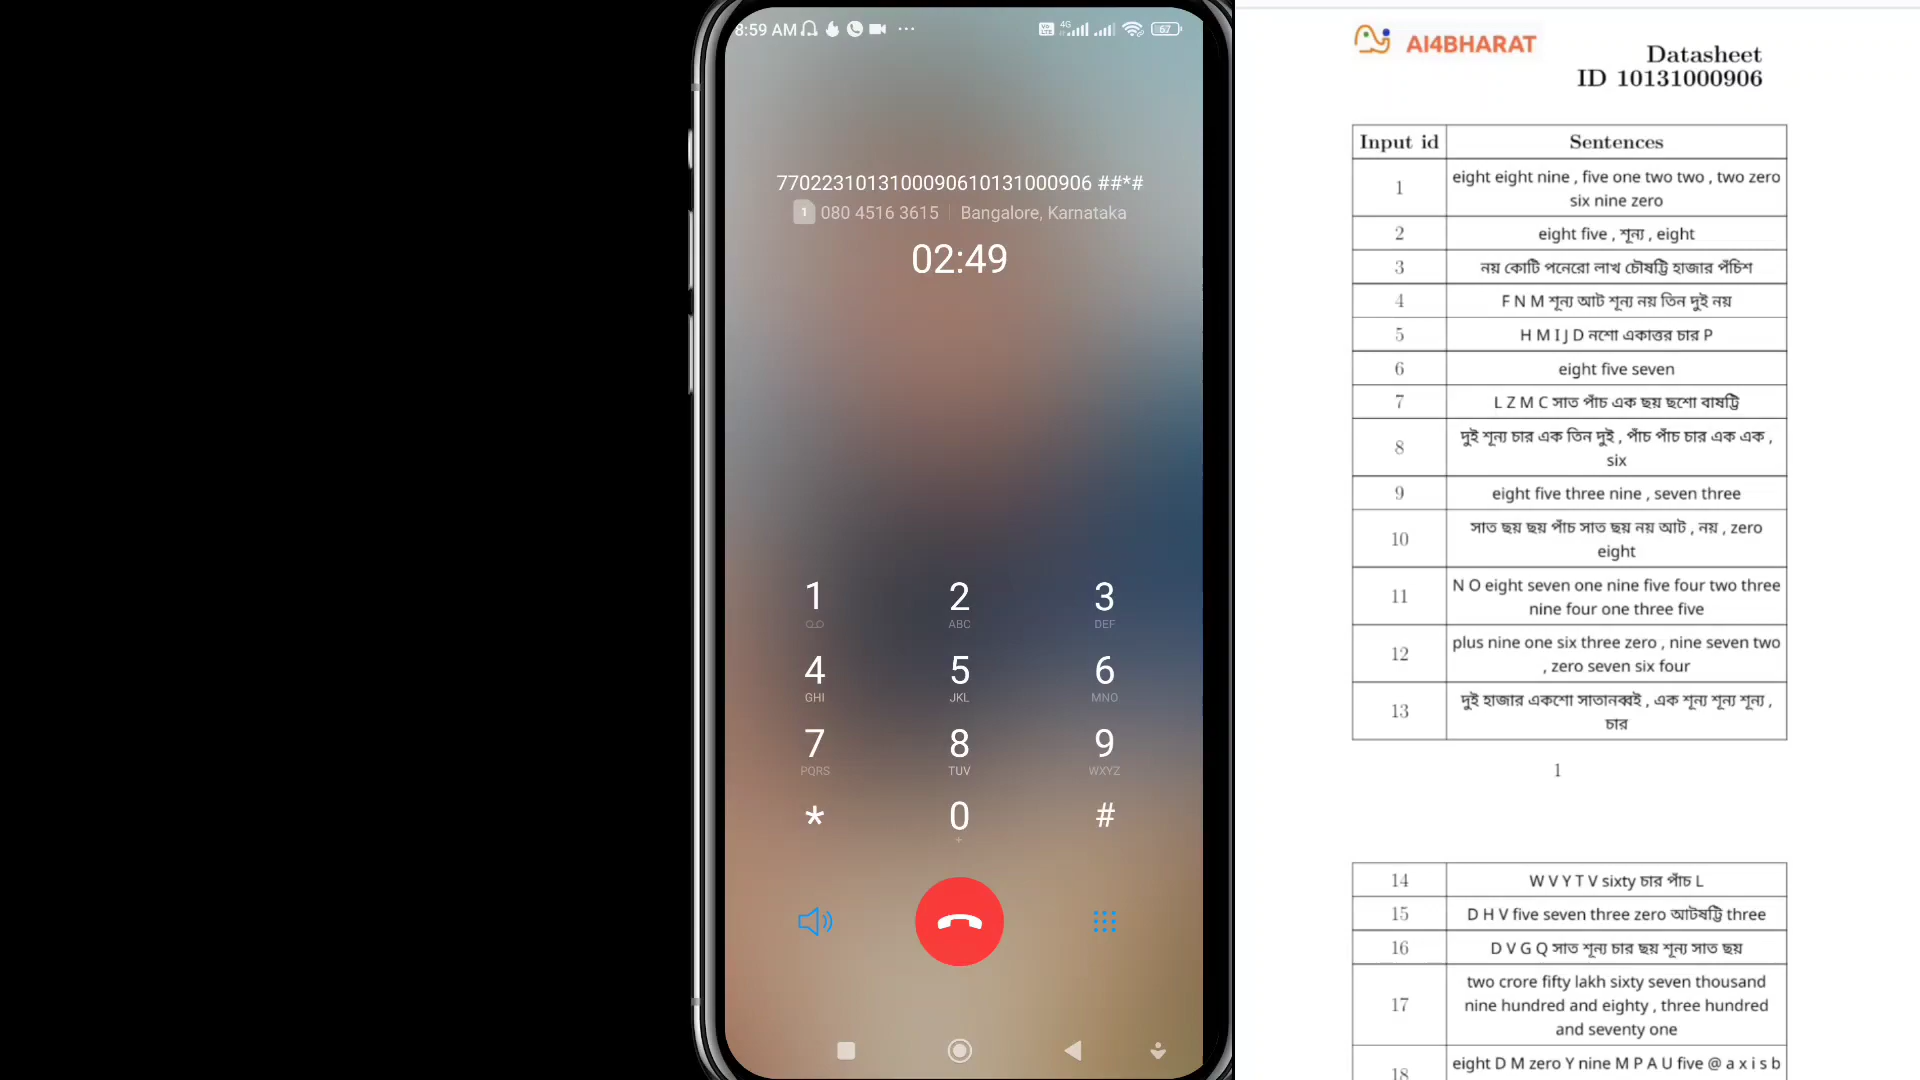 8:59 AM
4G
67
7702231013100090610131000906 ##*#
1 080 4516 3615 Bangalore, Karnataka
02:49
1 2 3
ABC DEF
4 5 6
GHI JKL MNO
7 8 9
PQRS TUV WXYZ
* 0 #
+
AI4BHARAT
Datasheet
ID 10131000906
Input id Sentences
1 eight eight nine , five one two two , two zero
six nine zero
2 eight five , শূন্য , eight
3 নয় কোটি পনেরো লাখ চৌষট্টি হাজার পঁচিশ
4 F N M শূন্য আট শূন্য নয় তিন দুই নয়
5 H M I J D নশো একাত্তর চার P
6 eight five seven
7 L Z M C সাত পাঁচ এক ছয় ছশো বাষট্টি
8 দুই শূন্য চার এক তিন দুই , পাঁচ পাঁচ চার এক এক ,
six
9 eight five three nine , seven three
10 সাত ছয় ছয় পাঁচ সাত ছয় নয় আট , নয় , zero
eight
11 N O eight seven one nine five four two three
nine four one three five
12 plus nine one six three zero , nine seven two
, zero seven six four
13 দুই হাজার একশো সাতানব্বই , এক শূন্য শূন্য শূন্য ,
চার
1
14 W V Y T V sixty চার পাঁচ L
15 D H V five seven three zero আটষট্টি three
16 D V G Q সাত শূন্য চার ছয় শূন্য সাত ছয়
17 two crore fifty lakh sixty seven thousand
nine hundred and eighty , three hundred
and seventy one
18 eight D M zero Y nine M P A U five @ a x i s b